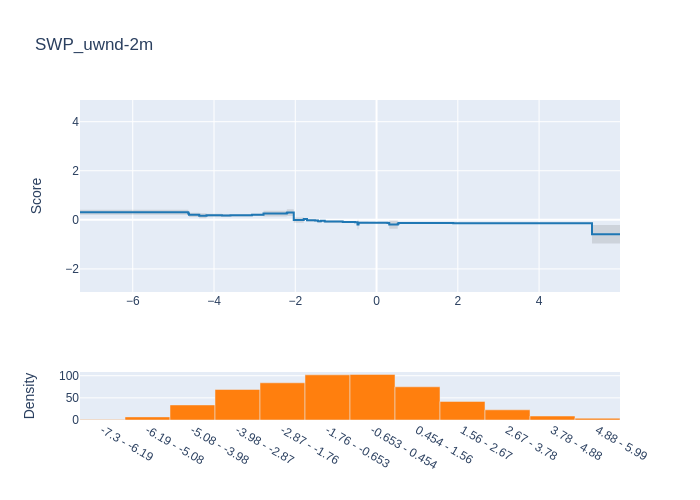 SWP_uwnd-2m
Score
4
2
0
−2
−6
−4
−2
0
2
4
Density
100
50
0
-7.3 - -6.19
-6.19 - -5.08
-5.08 - -3.98
-3.98 - -2.87
-2.87 - -1.76
-1.76 - -0.653
-0.653 - 0.454
0.454 - 1.56
1.56 - 2.67
2.67 - 3.78
3.78 - 4.88
4.88 - 5.99